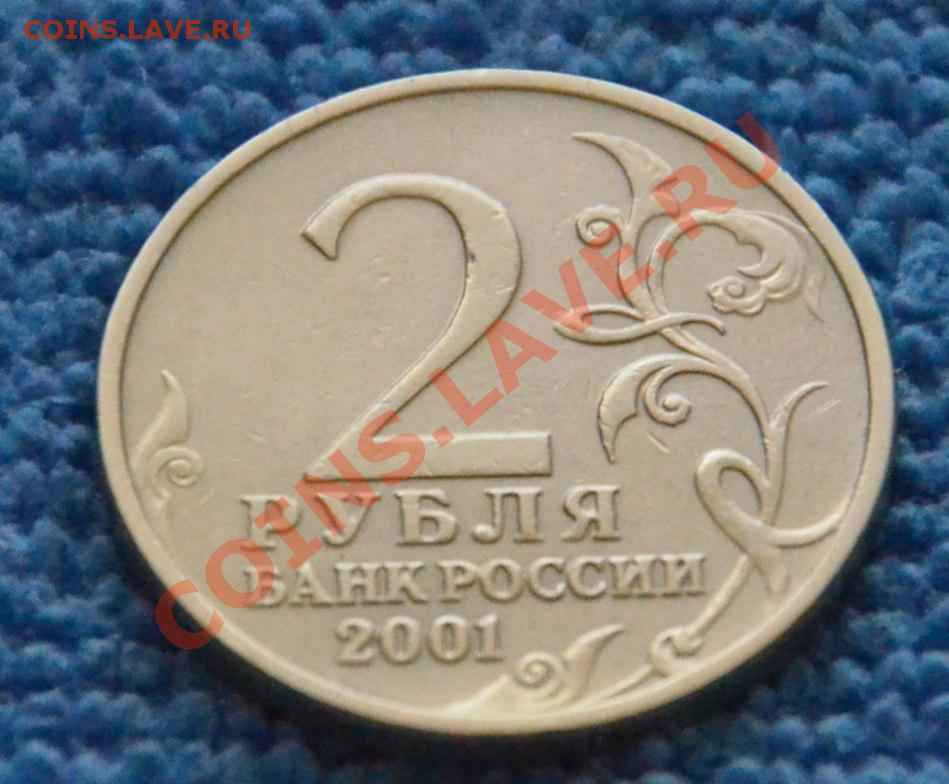 COINS.LAVE.RU
2
РУБЛЯ
БАНК РОССИИ
2001
COINS.LAVE.RU